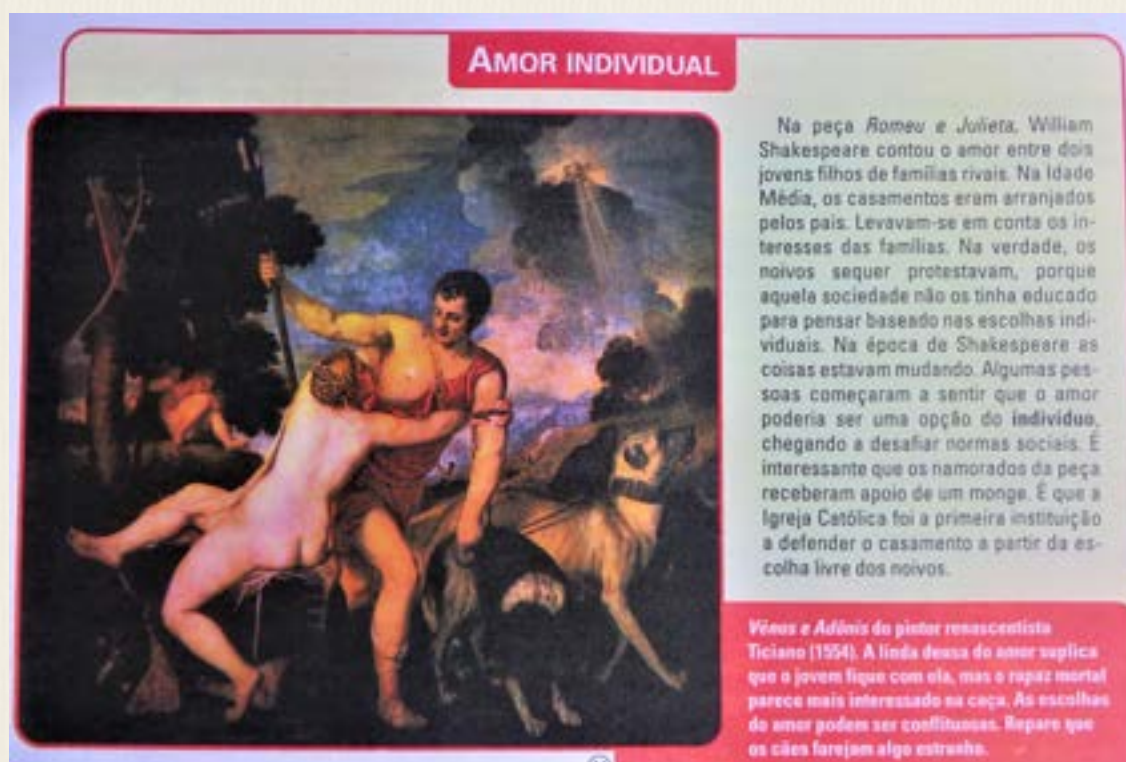 AMOR INDIVIDUAL
Na peça Romeu e Julieta, William
Shakespeare contou o amor entre dois
jovens filhos de famílias rivais. Na Idade
Média, os casamentos eram arranjados
pelos pais. Levavam-se em conta os in-
teresses das famílias. Na verdade, os
noivos sequer protestavam, porque
aquela sociedade não os tinha educado
para pensar baseado nas escolhas indi-
viduais. Na época de Shakespeare as
coisas estavam mudando. Algumas pes-
soas começaram a sentir que o amor
poderia ser uma opção do indivíduo,
chegando a desafiar normas sociais. É
interessante que os namorados da peça
receberam apoio de um monge. É que a
Igreja Católica foi a primeira instituição
a defender o casamento a partir da es-
colha livre dos noivos.
Vênus e Adônis do pintor renascentista
Ticiano (1554). A linda deusa do amor suplica
que o jovem fique com ela, mas o rapaz mortal
parece mais interessado na caça. As escolhas
do amor podem ser conflituosas. Repare que
os cães farejam algo estranho.